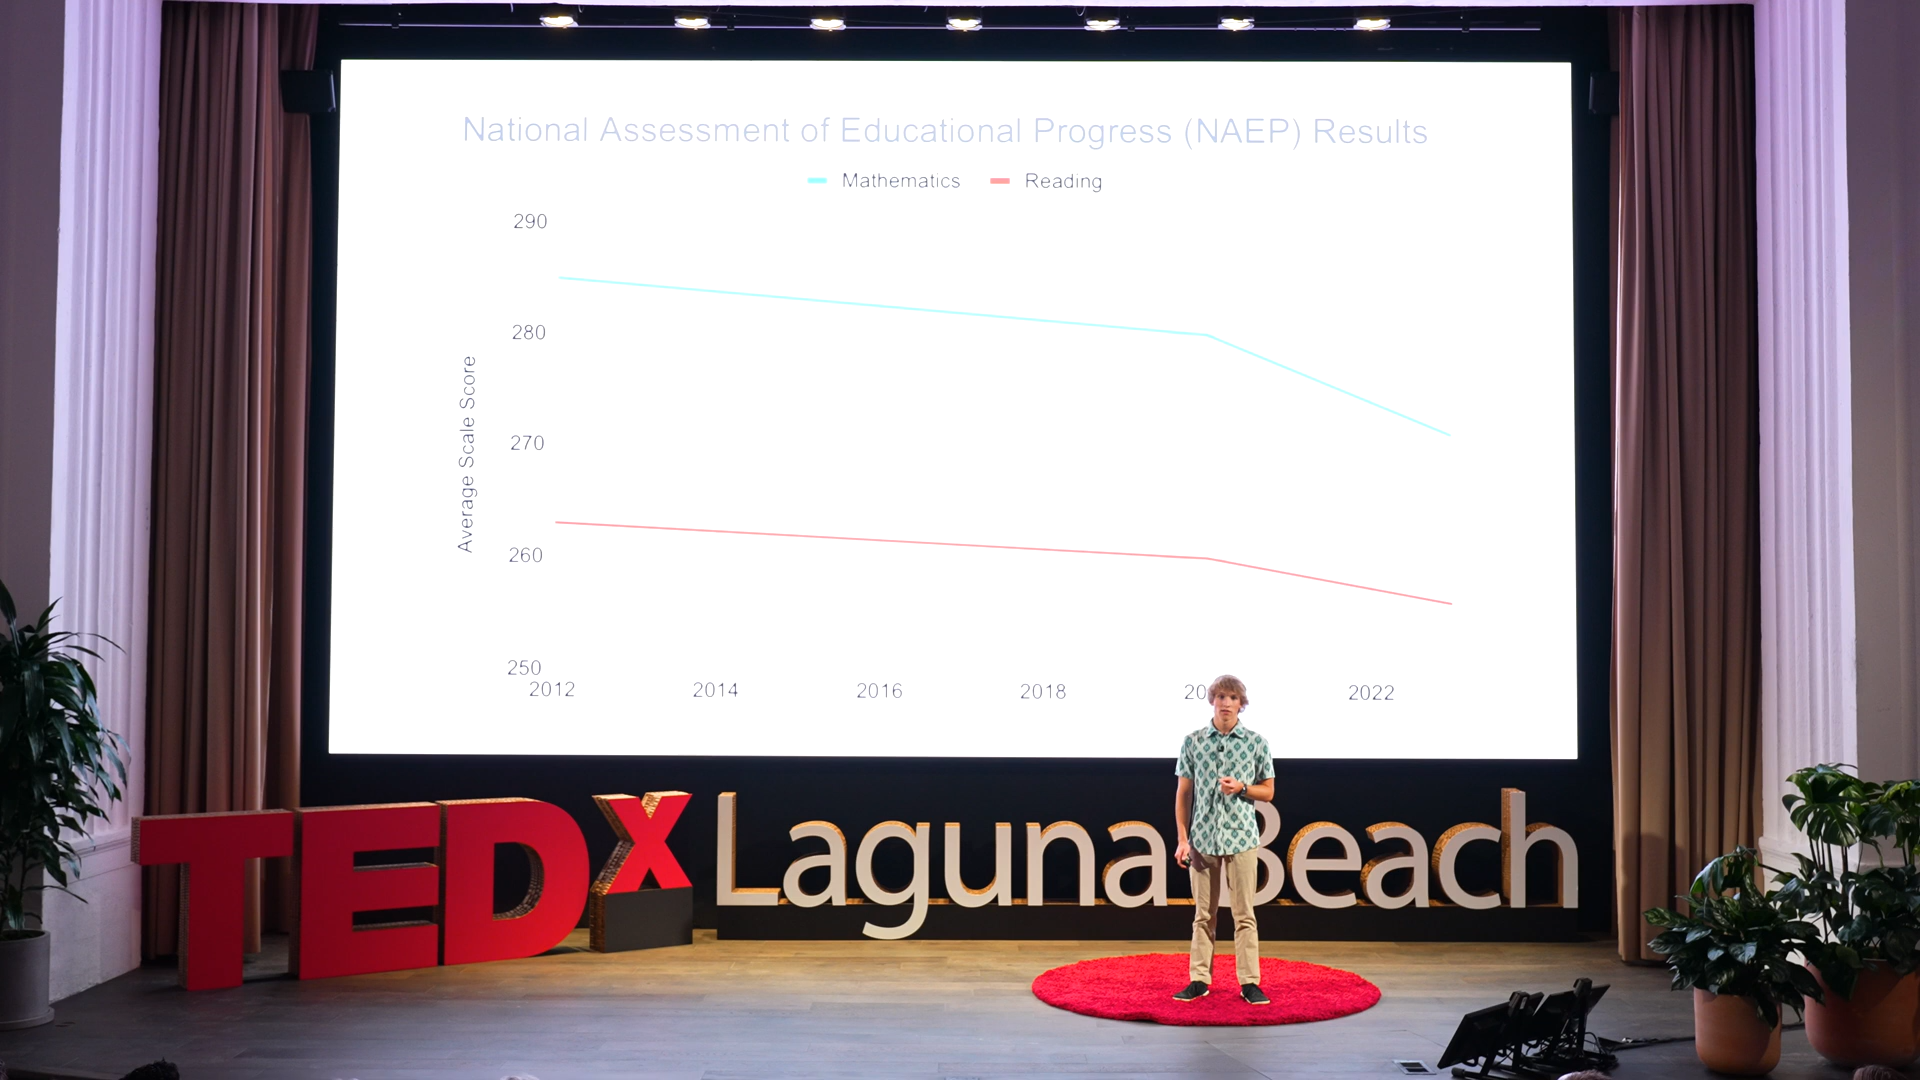 National Assessment of Educational Progress (NAEP) Results
Mathematics Reading
290
280
270
260
250
Average Scale Score
2012 2014 2016 2018 2022
TEDx Laguna Beach